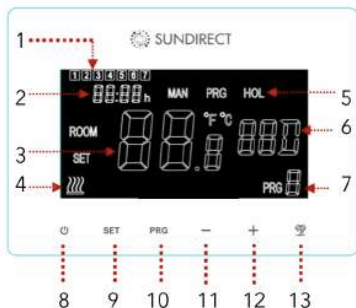 1
SUNDIRECT
1 2 3 4 5 6 7
2 88:88 h MAN PRG HOL 5
ROOM 88.8 °F °C 88D 6
3 SET
4 PRG 8 7
SET PRG − +
8 9 10 11 12 13